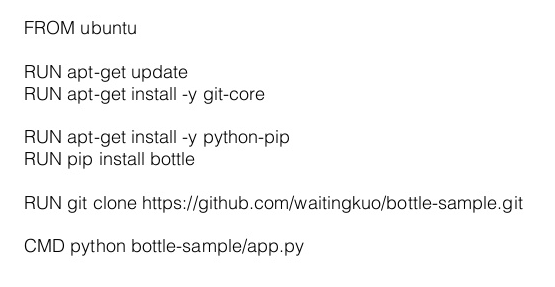 FROM ubuntu
RUN apt-get update
RUN apt-get install -y git-core
RUN apt-get install -y python-pip
RUN pip install bottle
RUN git clone https://github.com/waitingkuo/bottle-sample.git
CMD python bottle-sample/app.py